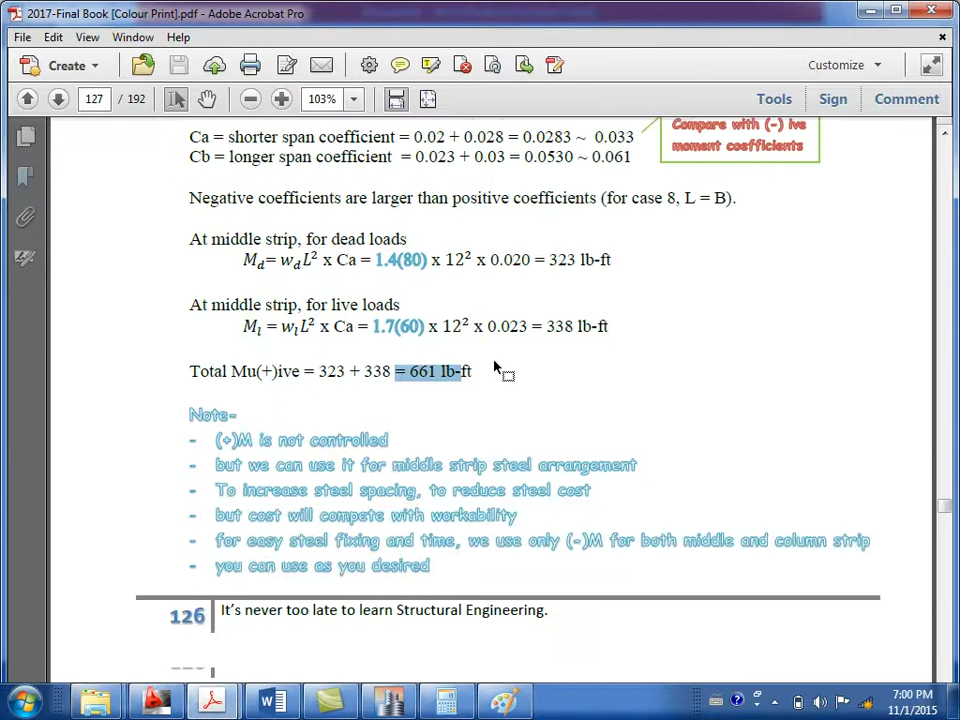 2017-Final Book [Colour Print].pdf - Adobe Acrobat Pro
File Edit View Window Help
Create Customize
127 / 192 103% Tools Sign Comment
Ca = shorter span coefficient = 0.02 + 0.028 = 0.0283 ~ 0.033
Cb = longer span coefficient = 0.023 + 0.03 = 0.0530 ~ 0.061
Compare with (-) ive
moment coefficients
Negative coefficients are larger than positive coefficients (for case 8, L = B).
At middle strip, for dead loads
M_d = w_d L² x Ca = 1.4(80) x 12² x 0.020 = 323 lb-ft
At middle strip, for live loads
M_l = w_l L² x Ca = 1.7(60) x 12² x 0.023 = 338 lb-ft
Total Mu(+)ive = 323 + 338 = 661 lb-ft
Note-
- (+)M is not controlled
- but we can use it for middle strip steel arrangement
- To increase steel spacing, to reduce steel cost
- but cost will compete with workability
- for easy steel fixing and time, we use only (-)M for both middle and column strip
- you can use as you desired
126 It's never too late to learn Structural Engineering.
7:00 PM
11/1/2015